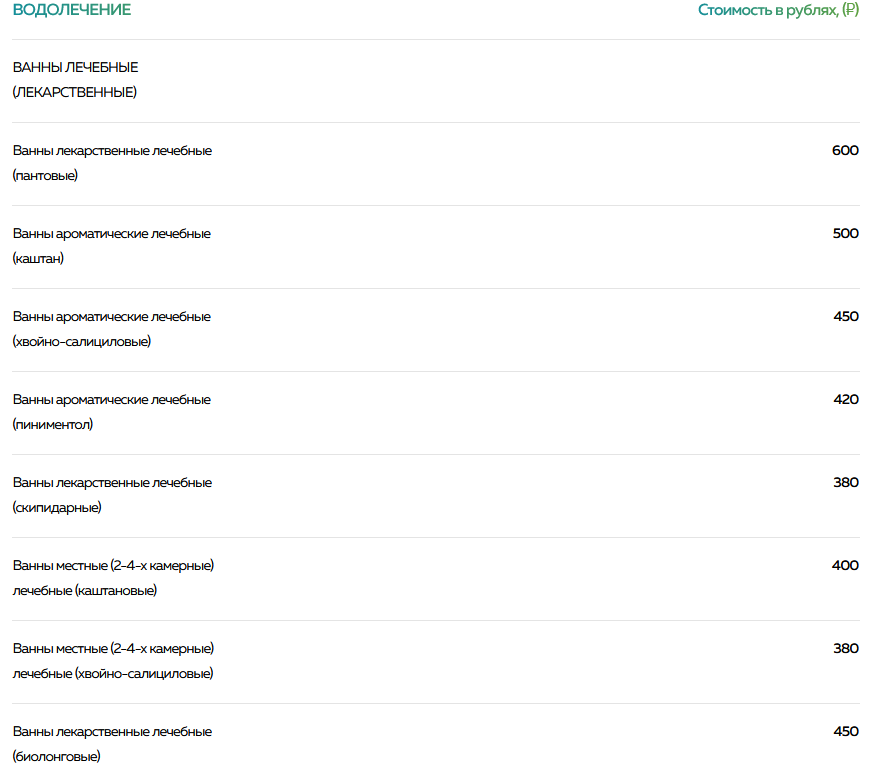 ВОДОЛЕЧЕНИЕ Стоимость в рублях, (₽)
ВАННЫ ЛЕЧЕБНЫЕ
(ЛЕКАРСТВЕННЫЕ)
Ванны лекарственные лечебные 600
(пантовые)
Ванны ароматические лечебные 500
(каштан)
Ванны ароматические лечебные 450
(хвойно-салициловые)
Ванны ароматические лечебные 420
(пинименол)
Ванны лекарственные лечебные 380
(скипидарные)
Ванны местные (2-4-х камерные) 400
лечебные (каштановые)
Ванны местные (2-4-х камерные) 380
лечебные (хвойно-салициловые)
Ванны лекарственные лечебные 450
(биолонговые)